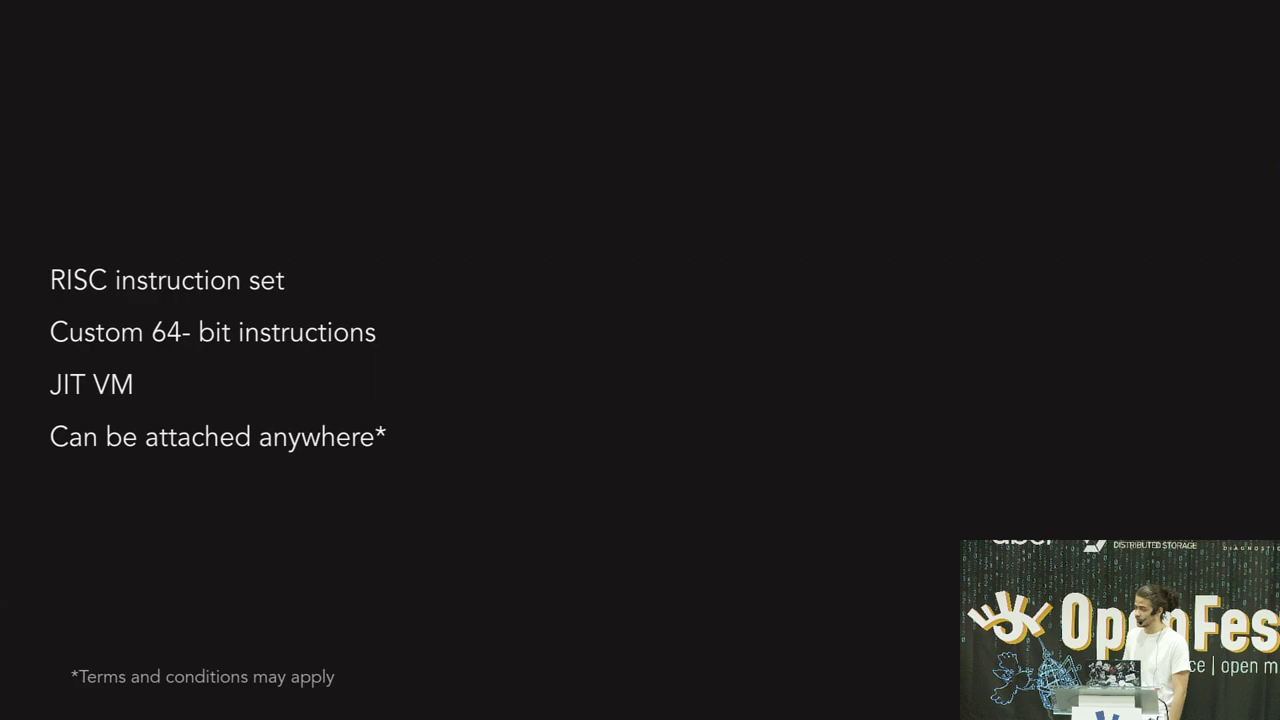 RISC instruction set
Custom 64- bit instructions
JIT VM
Can be attached anywhere*
*Terms and conditions may apply
DISTRIBUTED STORAGE
DIAGNOSTIC
OpenFes
ce | open m